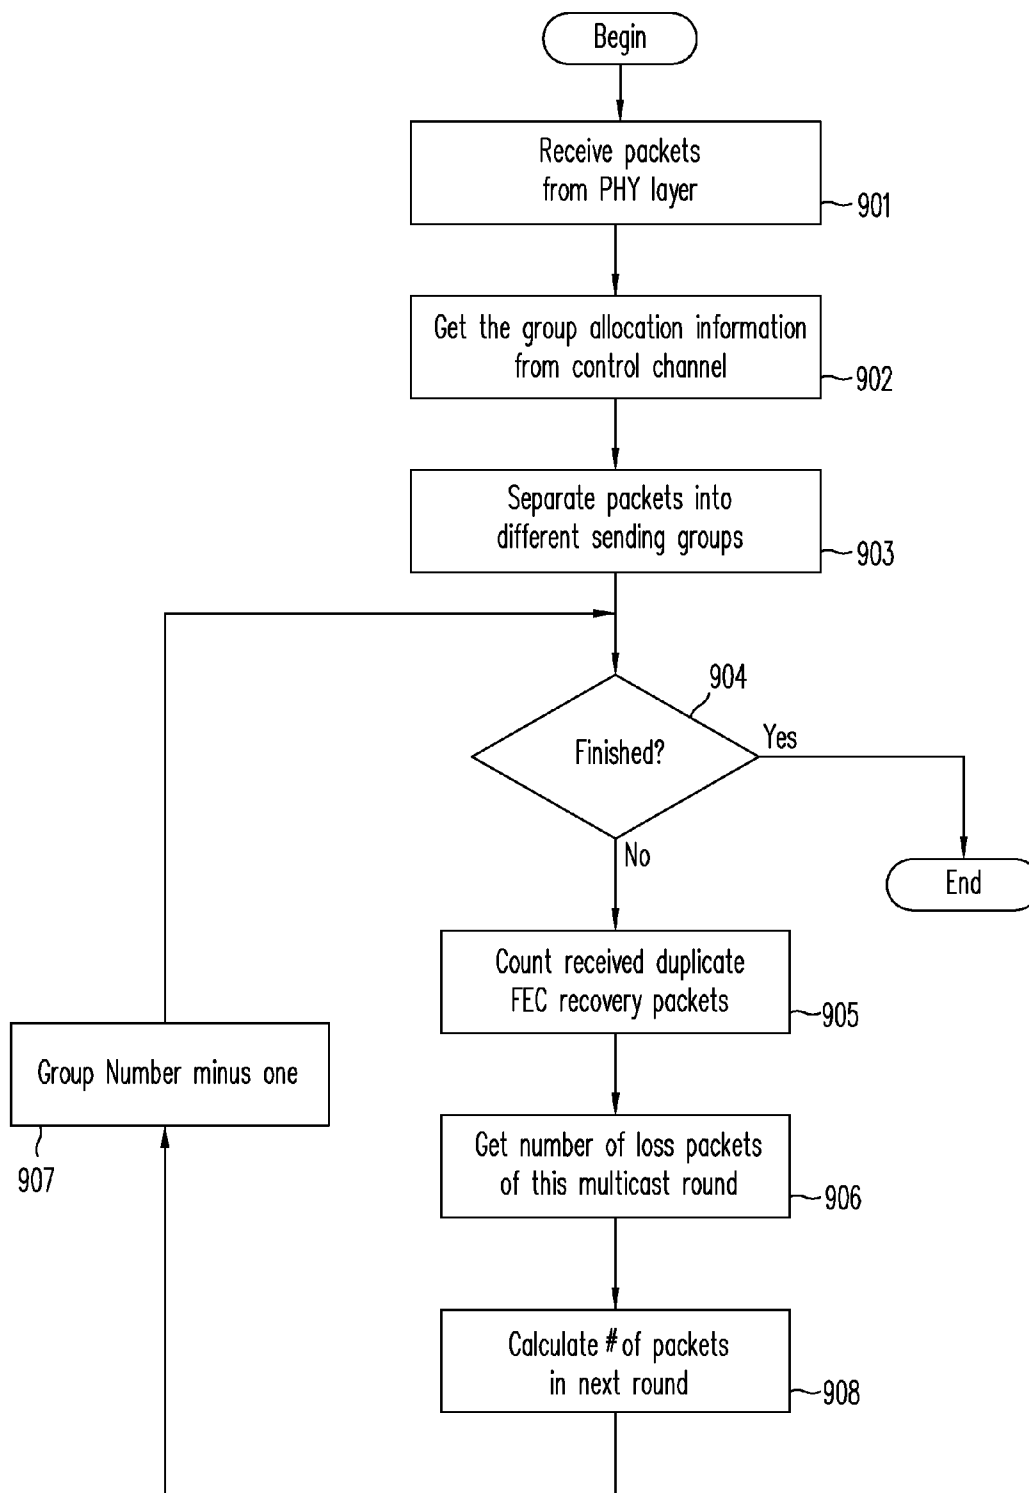 Begin
Receive packets
from PHY layer
901
Get the group allocation information
from control channel
902
Separate packets into
different sending groups
903
904
Finished?
Yes
No
End
Count received duplicate
FEC recovery packets
905
Group Number minus one
907
Get number of loss packets
of this multicast round
906
Calculate # of packets
in next round
908